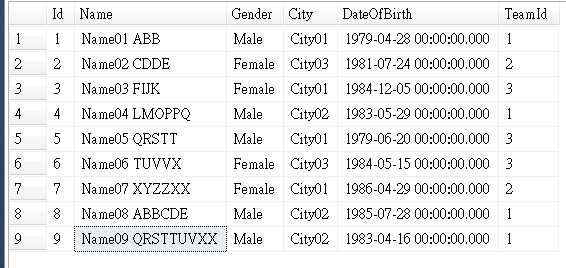 Id Name Gender City DateOfBirth TeamId
1 1 Name01 ABB Male City01 1979-04-28 00:00:00.000 1
2 2 Name02 CDDE Female City03 1981-07-24 00:00:00.000 2
3 3 Name03 FIJK Female City01 1984-12-05 00:00:00.000 3
4 4 Name04 LMOPPQ Male City02 1983-05-29 00:00:00.000 1
5 5 Name05 QRSTT Male City01 1979-06-20 00:00:00.000 3
6 6 Name06 TUVVX Female City03 1984-05-15 00:00:00.000 3
7 7 Name07 XYZZXX Female City01 1986-04-29 00:00:00.000 2
8 8 Name08 ABBCDE Male City02 1985-07-28 00:00:00.000 1
9 9 Name09 QRSTTUVXX Male City02 1983-04-16 00:00:00.000 1